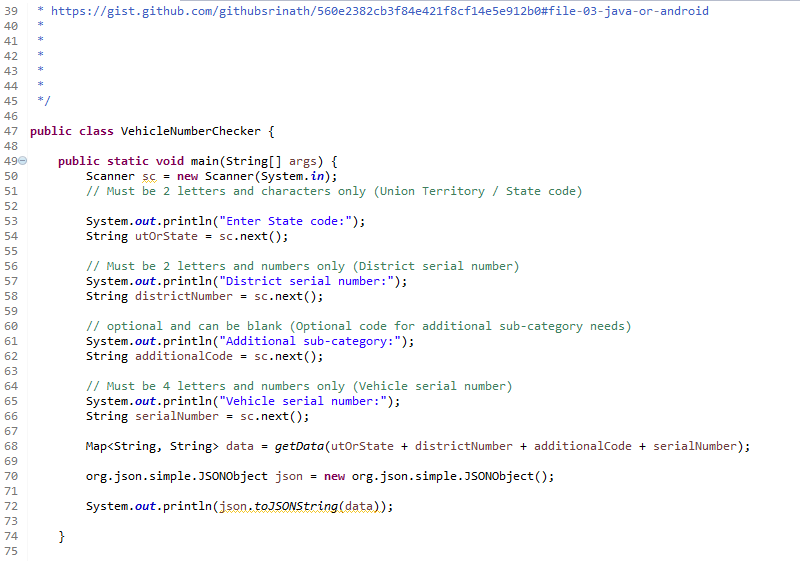 39 * https://gist.github.com/githubsrinath/560e2382cb3f84e421f8cf14e5e912b0#file-03-java-or-android
40 *
41 *
42 *
43 *
44 *
45 */
46
47 public class VehicleNumberChecker {
48
49 public static void main(String[] args) {
50 Scanner sc = new Scanner(System.in);
51 // Must be 2 letters and characters only (Union Territory / State code)
52
53 System.out.println("Enter State code:");
54 String utOrState = sc.next();
55
56 // Must be 2 letters and numbers only (District serial number)
57 System.out.println("District serial number:");
58 String districtNumber = sc.next();
59
60 // optional and can be blank (Optional code for additional sub-category needs)
61 System.out.println("Additional sub-category:");
62 String additionalCode = sc.next();
63
64 // Must be 4 letters and numbers only (Vehicle serial number)
65 System.out.println("Vehicle serial number:");
66 String serialNumber = sc.next();
67
68 Map<String, String> data = getData(utOrState + districtNumber + additionalCode + serialNumber);
69
70 org.json.simple.JSONObject json = new org.json.simple.JSONObject();
71
72 System.out.println(json.toJSONString(data));
73
74 }
75